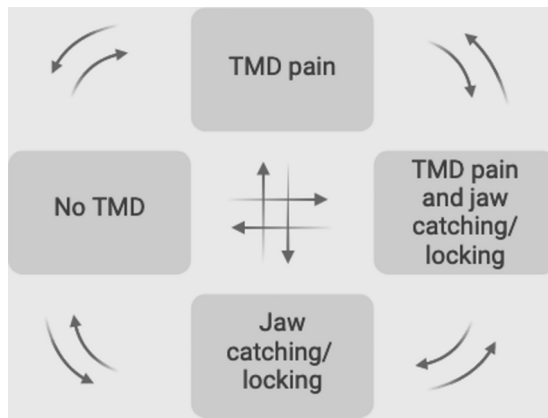 TMD pain
No TMD
TMD pain
and jaw
catching/
locking
Jaw
catching/
locking